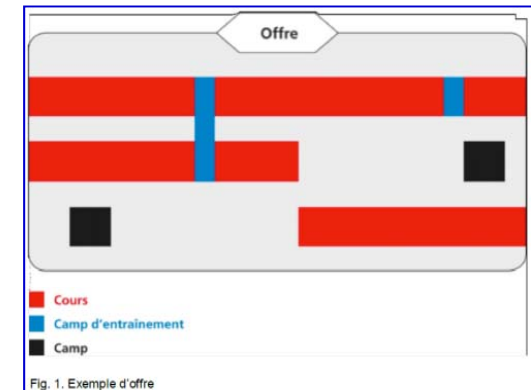 Offre
Cours
Camp d'entraînement
Camp
Fig. 1. Exemple d'offre